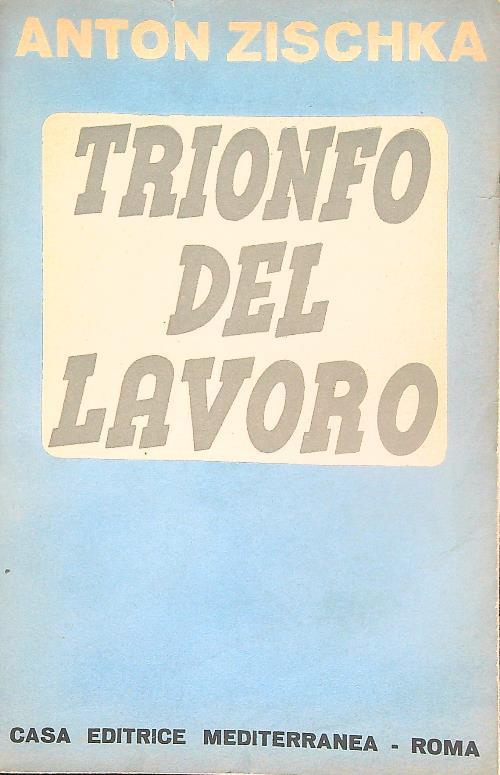 ANTON ZISCHKA
TRIONFO
DEL
LAVORO
CASA EDITRICE MEDITERRANEA - ROMA